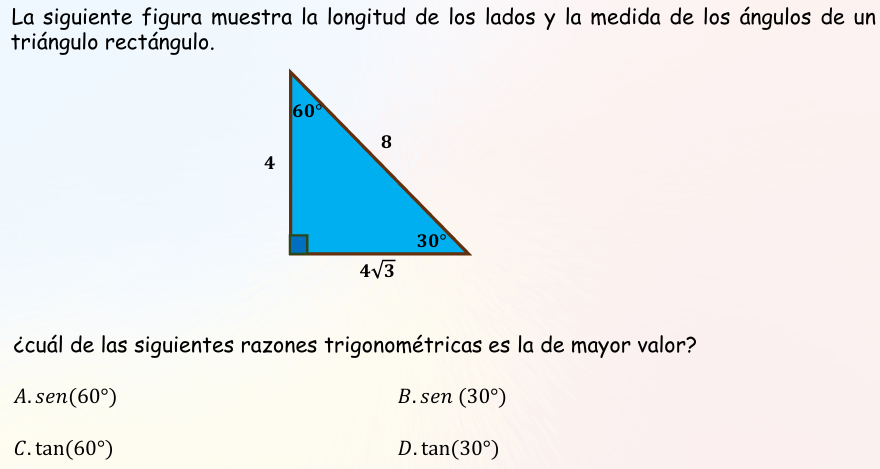 La siguiente figura muestra la longitud de los lados y la medida de los ángulos de un
triángulo rectángulo.
60°
8
4
30°
4√3
¿cuál de las siguientes razones trigonométricas es la de mayor valor?
A. sen(60°) B. sen (30°)
C. tan(60°) D. tan(30°)